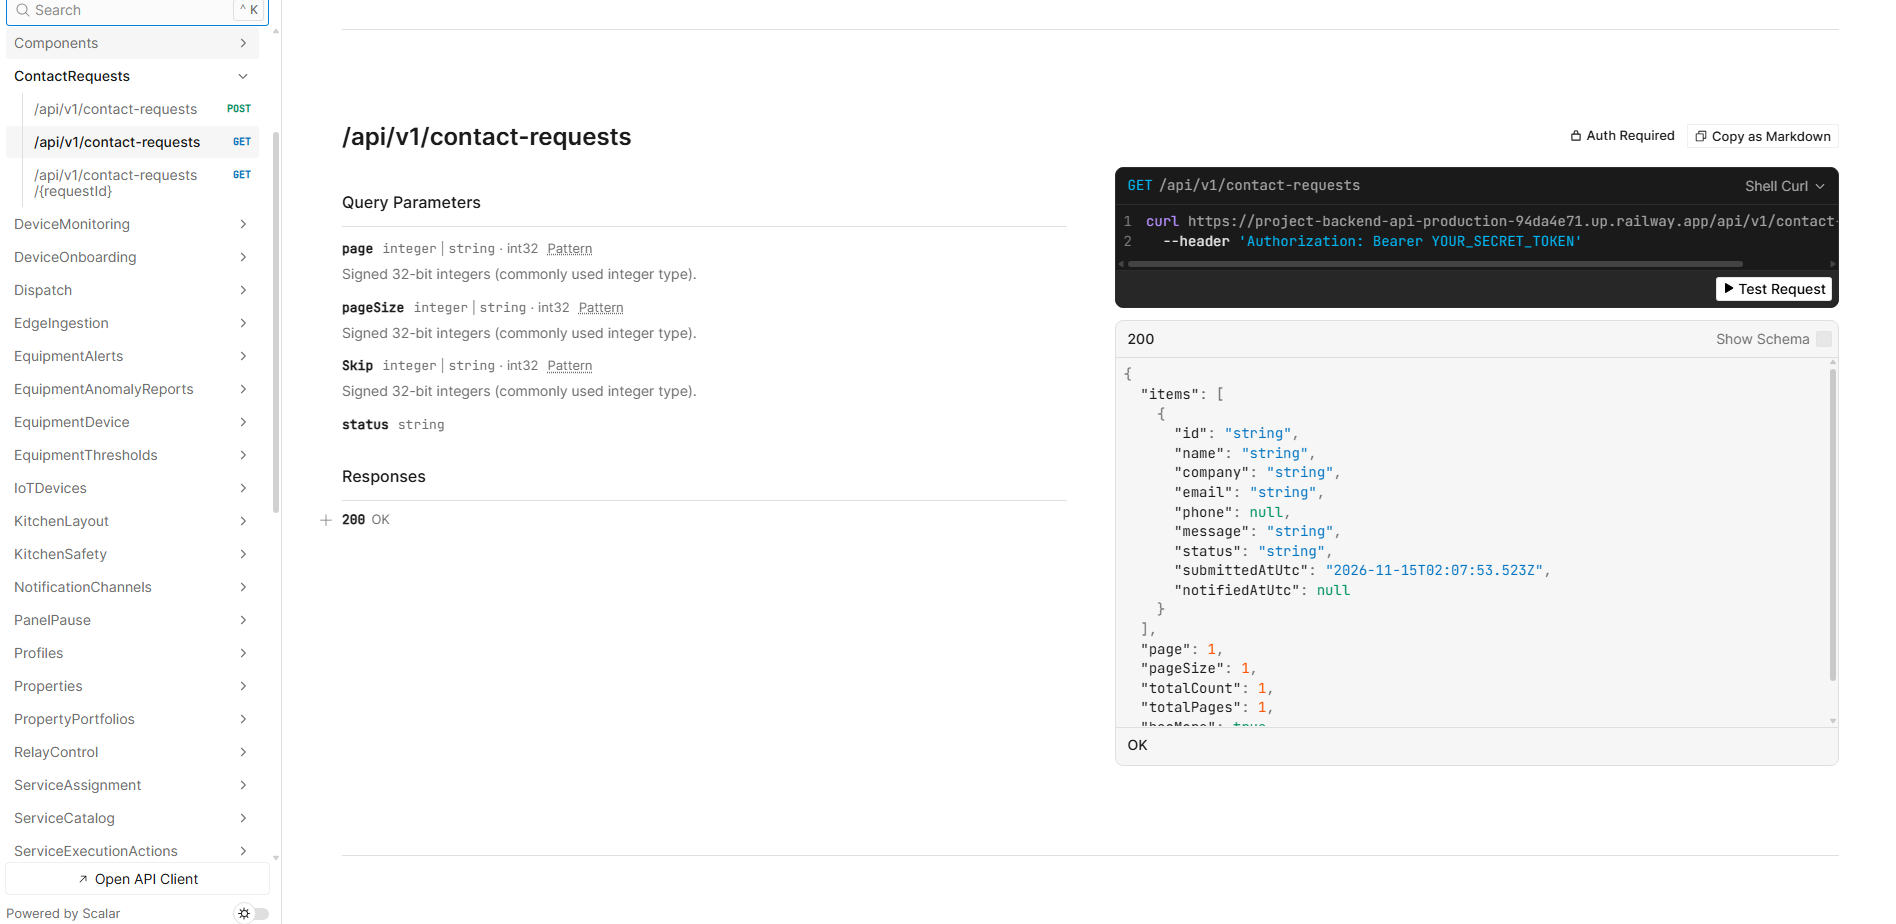 Search
^ K
Components
ContactRequests
/api/v1/contact-requests POST
/api/v1/contact-requests GET
/api/v1/contact-requests GET
/{requestId}
DeviceMonitoring
DeviceOnboarding
Dispatch
EdgeIngestion
EquipmentAlerts
EquipmentAnomalyReports
EquipmentDevice
EquipmentThresholds
IoTDevices
KitchenLayout
KitchenSafety
NotificationChannels
PanelPause
Profiles
Properties
PropertyPortfolios
RelayControl
ServiceAssignment
ServiceCatalog
ServiceExecutionActions
Open API Client
Powered by Scalar
/api/v1/contact-requests
Auth Required
Copy as Markdown
Query Parameters
page integer | string · int32 Pattern
Signed 32-bit integers (commonly used integer type).
pageSize integer | string · int32 Pattern
Signed 32-bit integers (commonly used integer type).
Skip integer | string · int32 Pattern
Signed 32-bit integers (commonly used integer type).
status string
Responses
200 OK
GET /api/v1/contact-requests
Shell Curl
1 curl https://project-backend-api-production-94da4e71.up.railway.app/api/v1/contact-
2 --header 'Authorization: Bearer YOUR_SECRET_TOKEN'
Test Request
200
Show Schema
{
"items": [
{
"id": "string",
"name": "string",
"company": "string",
"email": "string",
"phone": null,
"message": "string",
"status": "string",
"submittedAtUtc": "2026-11-15T02:07:53.523Z",
"notifiedAtUtc": null
}
],
"page": 1,
"pageSize": 1,
"totalCount": 1,
"totalPages": 1,
"hasMore": true
OK